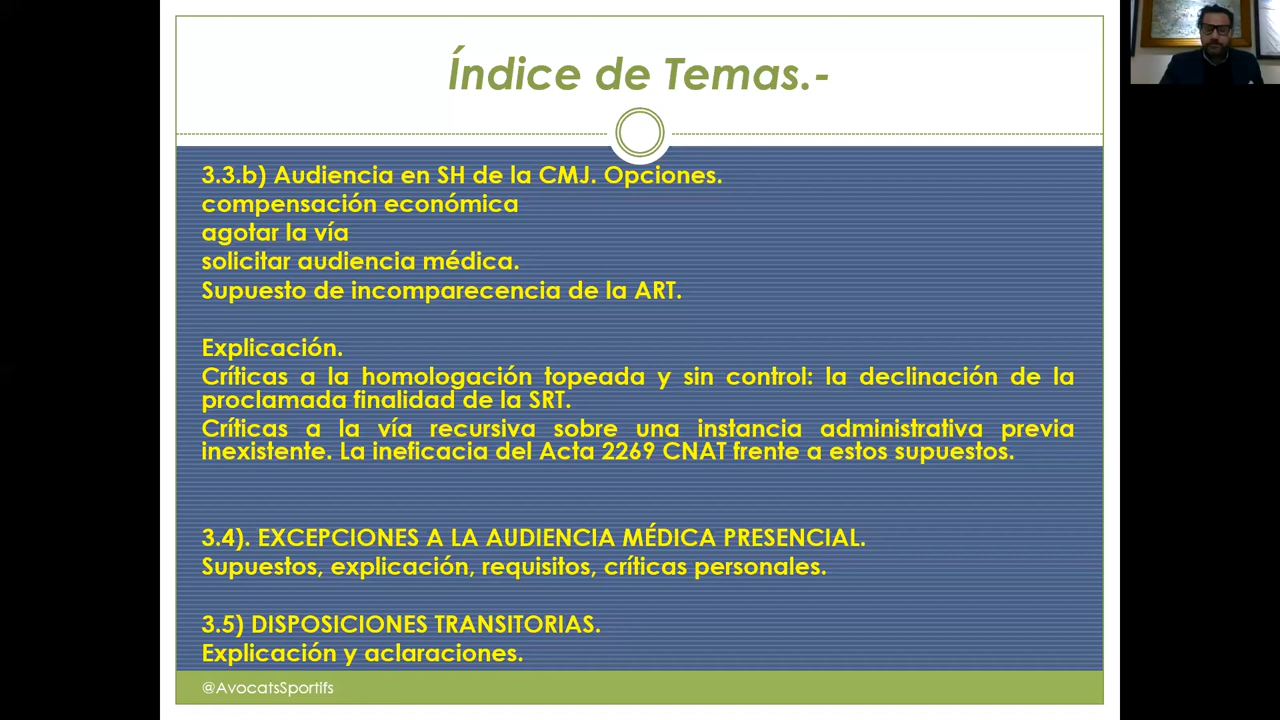 Índice de Temas.-
3.3.b) Audiencia en SH de la CMJ. Opciones.
compensación económica
agotar la vía
solicitar audiencia médica.
Supuesto de incomparecencia de la ART.
Explicación.
Críticas a la homologación topeada y sin control: la declinación de la
proclamada finalidad de la SRT.
Críticas a la vía recursiva sobre una instancia administrativa previa
inexistente. La ineficacia del Acta 2269 CNAT frente a estos supuestos.
3.4). EXCEPCIONES A LA AUDIENCIA MÉDICA PRESENCIAL.
Supuestos, explicación, requisitos, críticas personales.
3.5) DISPOSICIONES TRANSITORIAS.
Explicación y aclaraciones.
@AvocatsSportifs